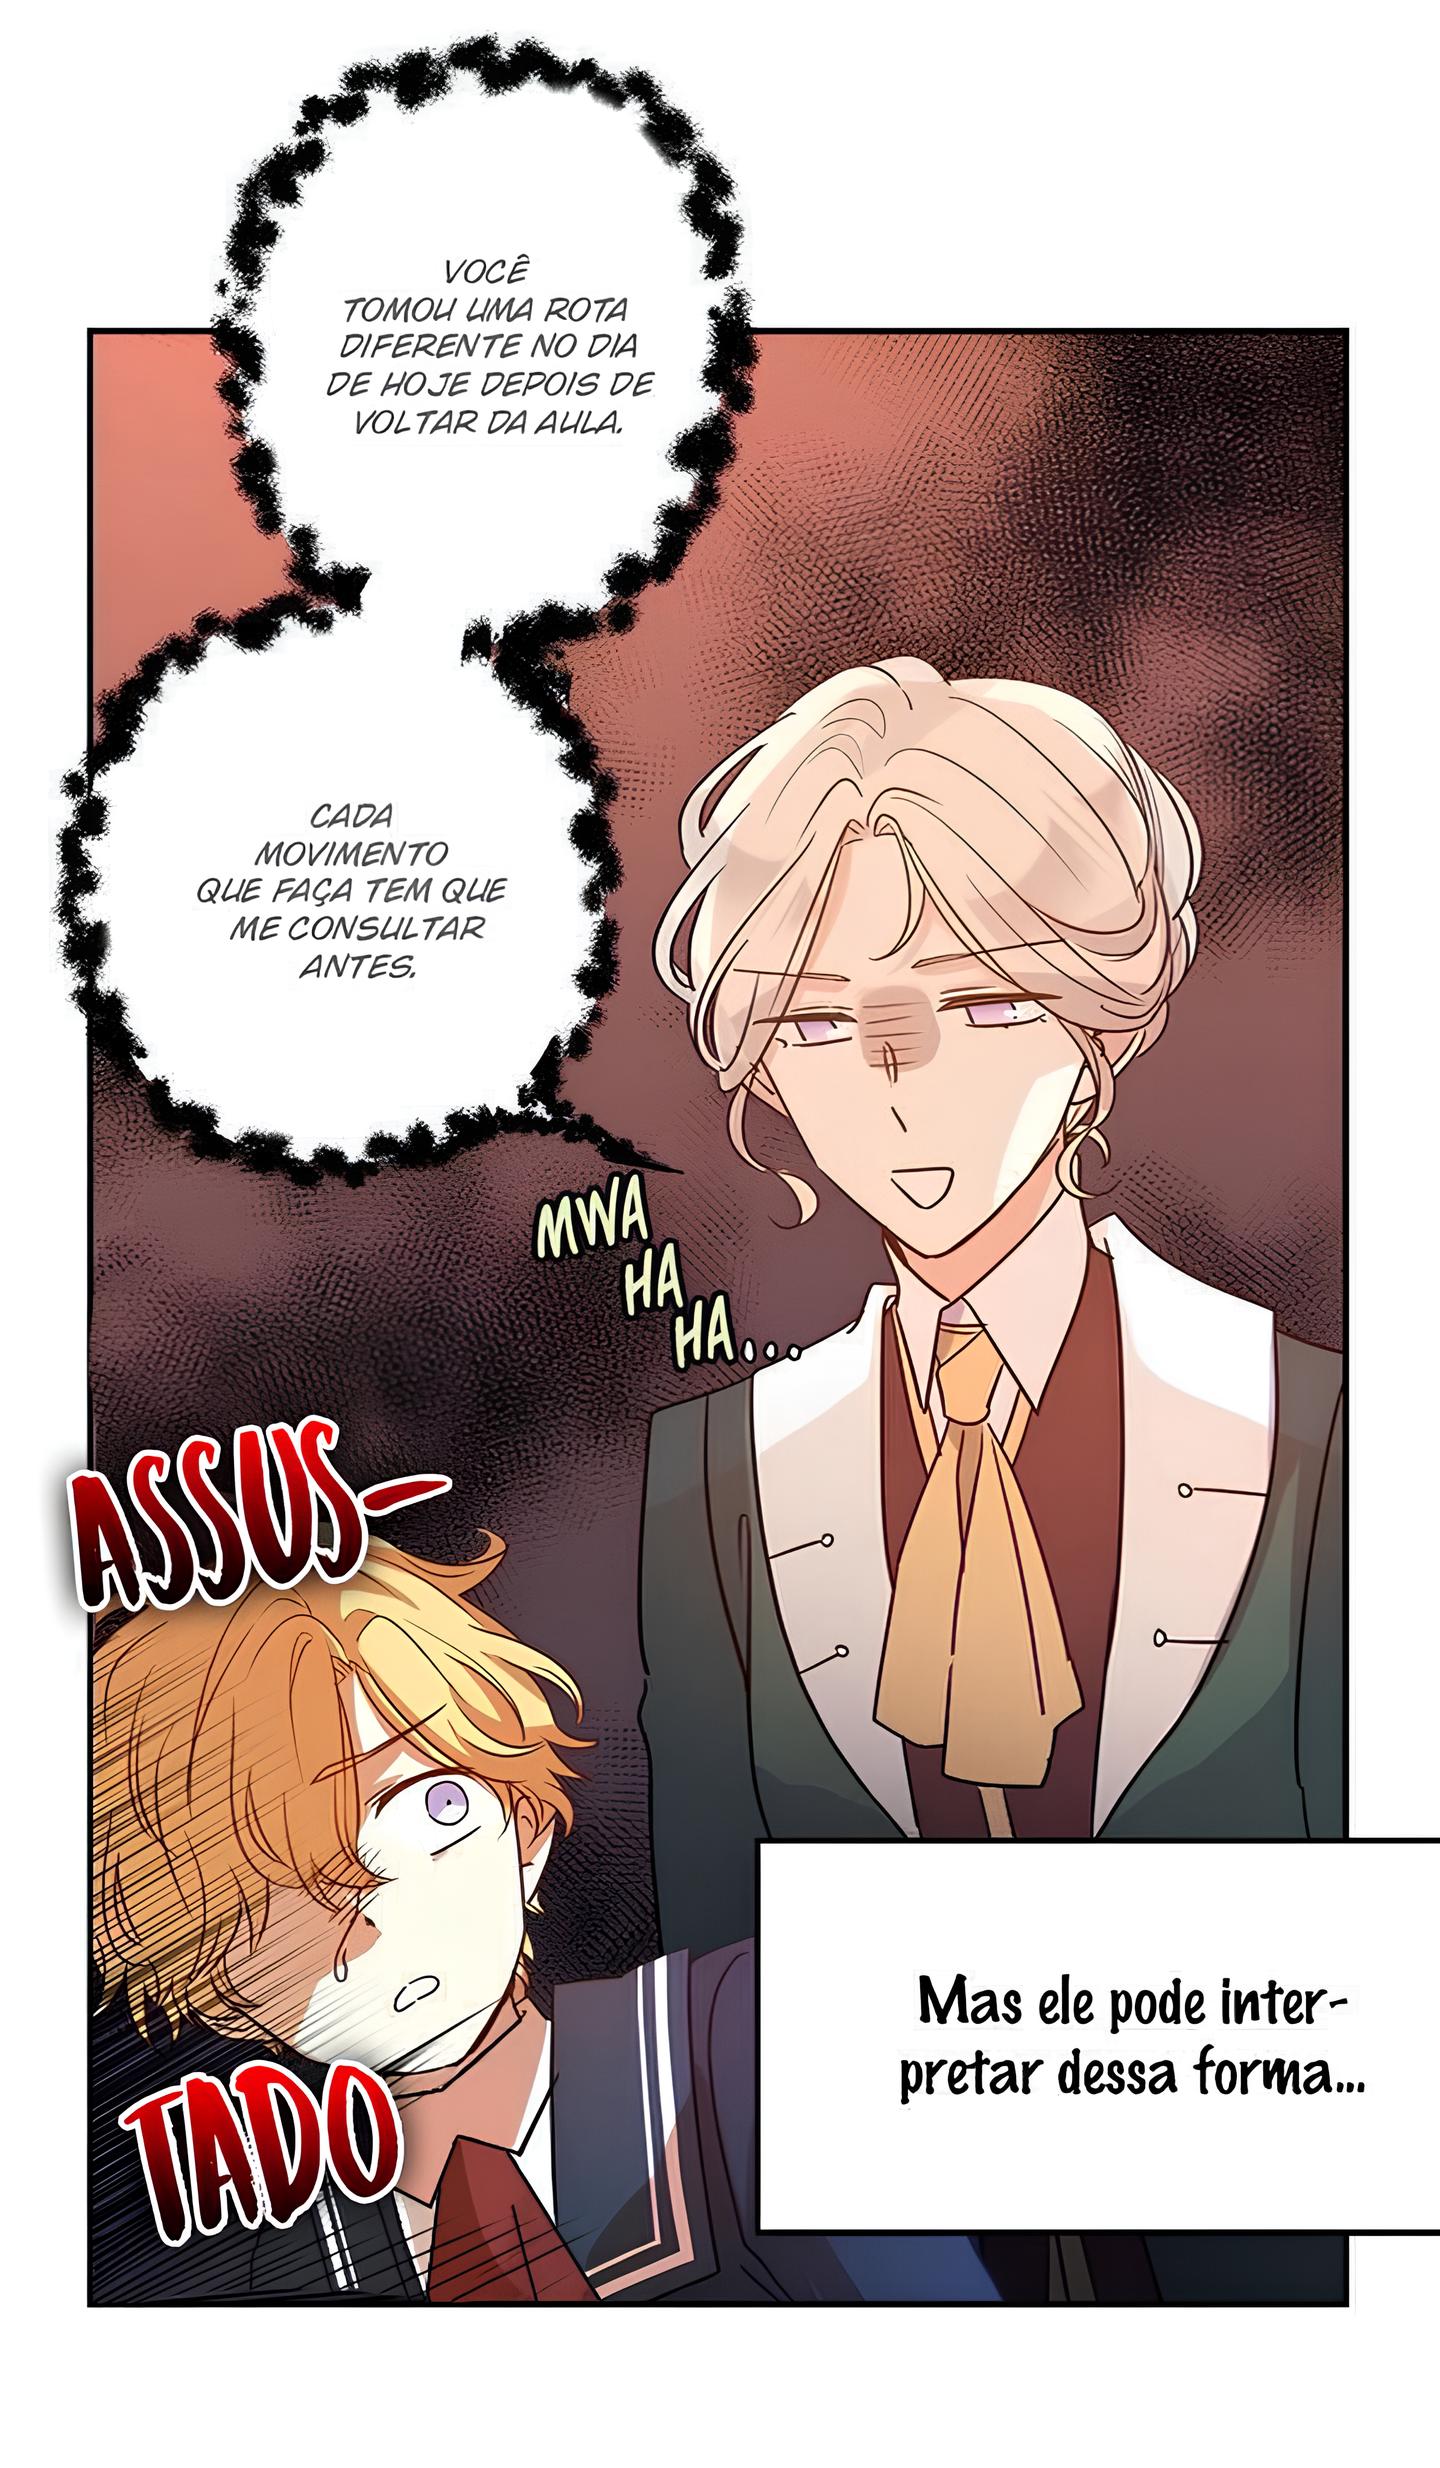 VOCÊ
TOMOU UMA ROTA
DIFERENTE NO DIA
DE HOJE DEPOIS DE
VOLTAR DA AULA.
CADA
MOVIMENTO
QUE FAÇA TEM QUE
ME CONSULTAR
ANTES.
MWA
HA
HA...
ASSUS-
TADO
Mas ele pode inter-
pretar dessa forma...